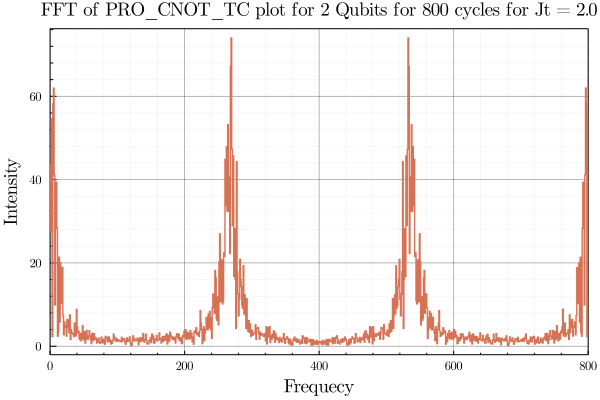 FFT of PRO_CNOT_TC plot for 2 Qubits for 800 cycles for Jt = 2.0
Intensity
60
40
20
0
0 200 400 600 800
Frequecy